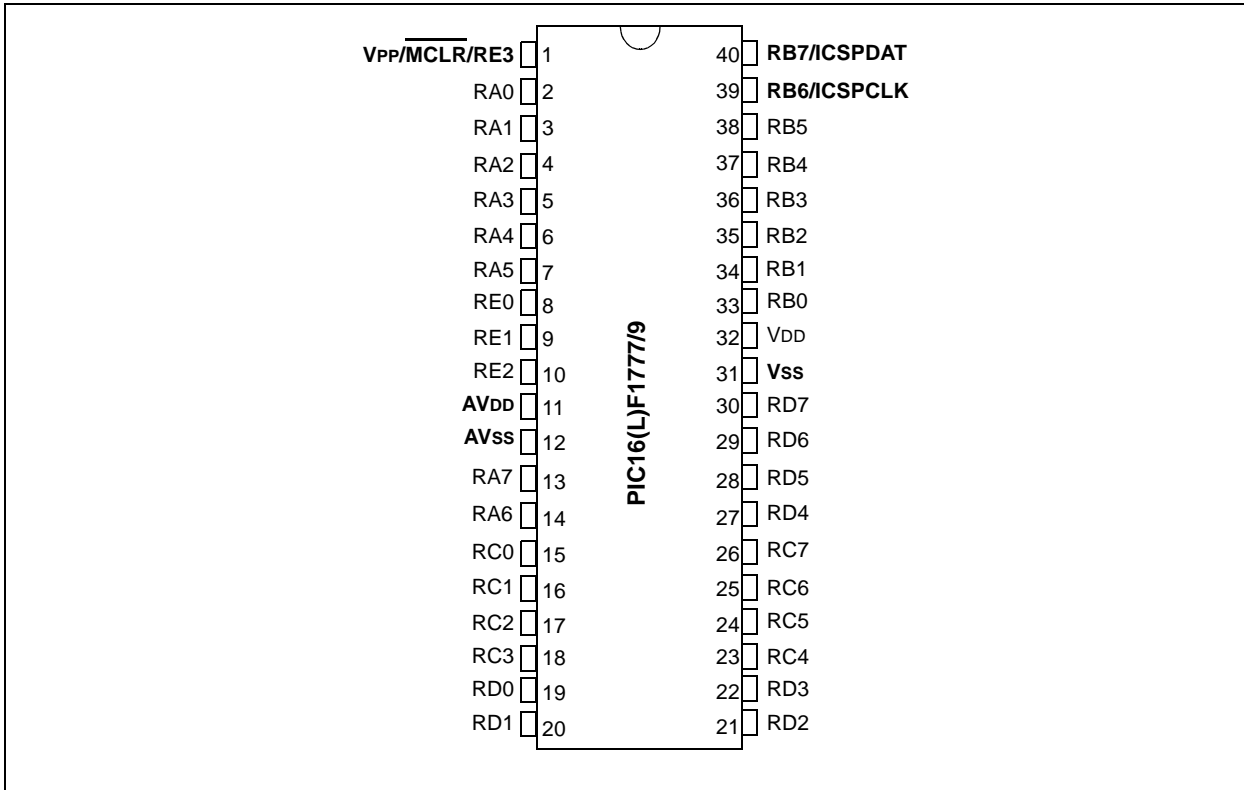 VPP/MCLR/RE3 1 40 RB7/ICSPDAT
RA0 2 39 RB6/ICSPCLK
RA1 3 38 RB5
RA2 4 37 RB4
RA3 5 36 RB3
RA4 6 35 RB2
RA5 7 34 RB1
RE0 8 33 RB0
RE1 9 32 VDD
RE2 10 31 VSS
AVDD 11 30 RD7
AVSS 12 29 RD6
RA7 13 28 RD5
RA6 14 27 RD4
RC0 15 26 RC7
RC1 16 25 RC6
RC2 17 24 RC5
RC3 18 23 RC4
RD0 19 22 RD3
RD1 20 21 RD2
PIC16(L)F1777/9